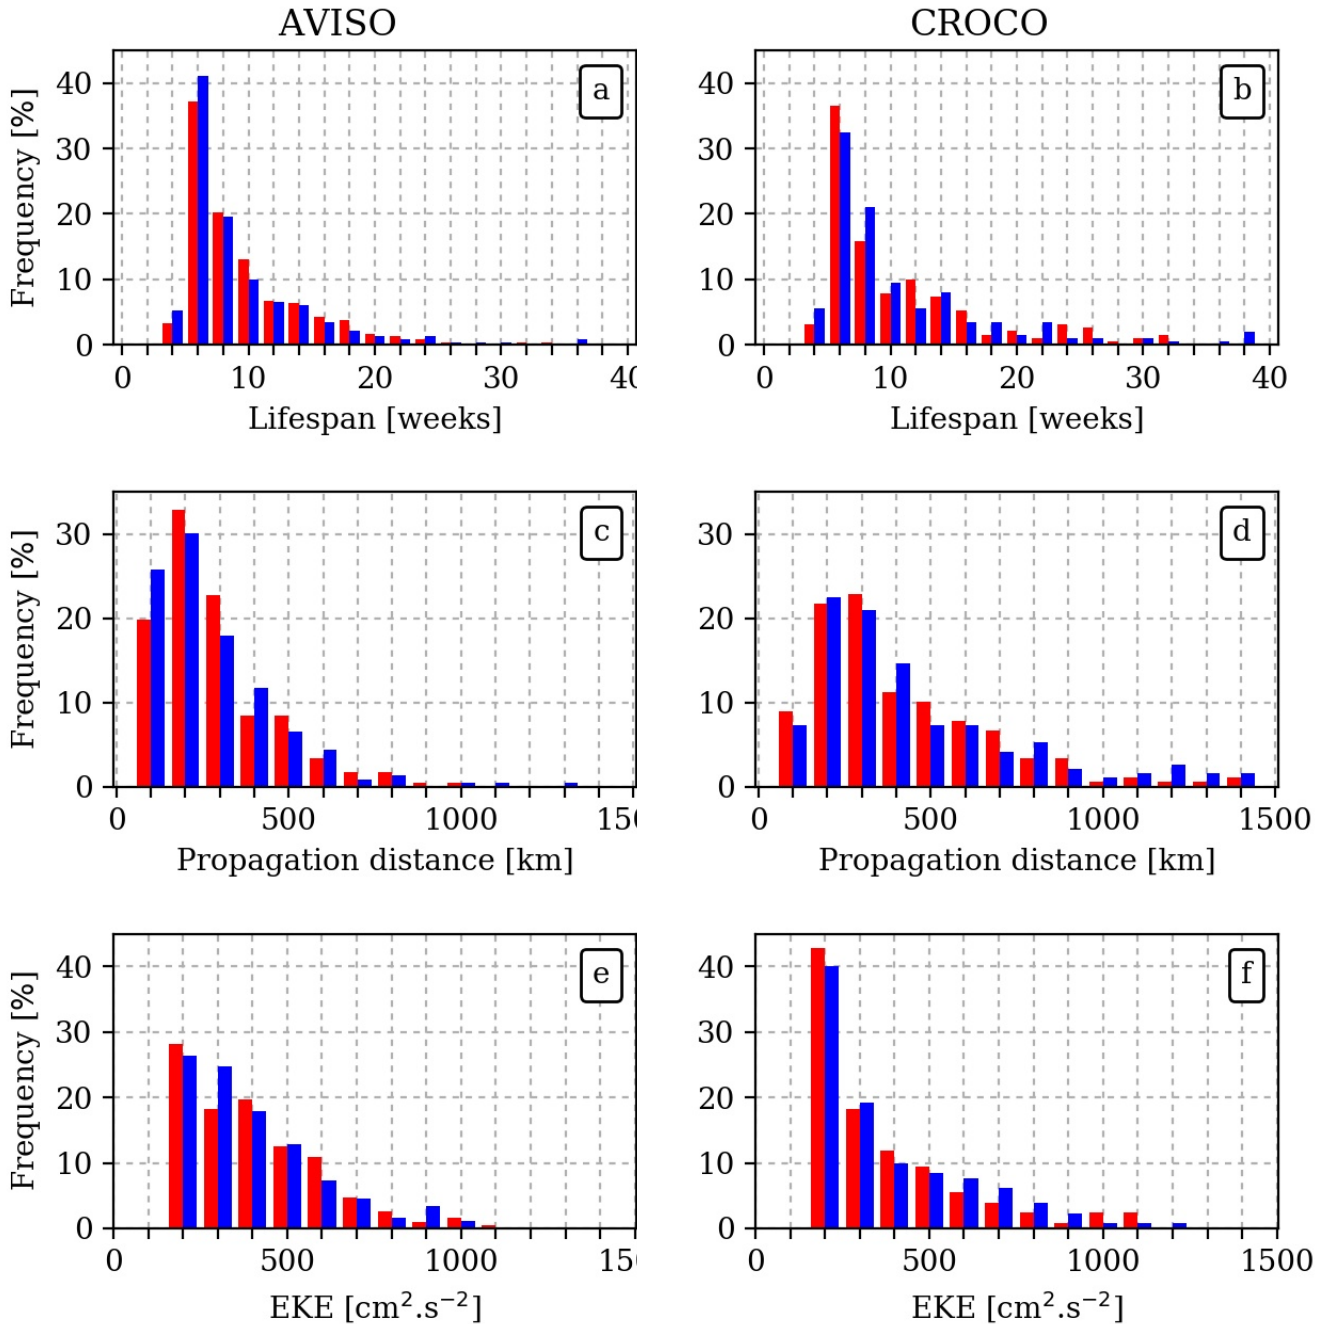 AVISO
CROCO
Frequency [%]
40
30
20
10
0
a
0 10 20 30 40
Lifespan [weeks]
40
30
20
10
0
b
0 10 20 30 40
Lifespan [weeks]
Frequency [%]
30
20
10
0
c
0 500 1000 150
Propagation distance [km]
30
20
10
0
d
0 500 1000 1500
Propagation distance [km]
Frequency [%]
40
30
20
10
0
e
0 500 1000 150
EKE [cm².s⁻²]
40
30
20
10
0
f
0 500 1000 1500
EKE [cm².s⁻²]